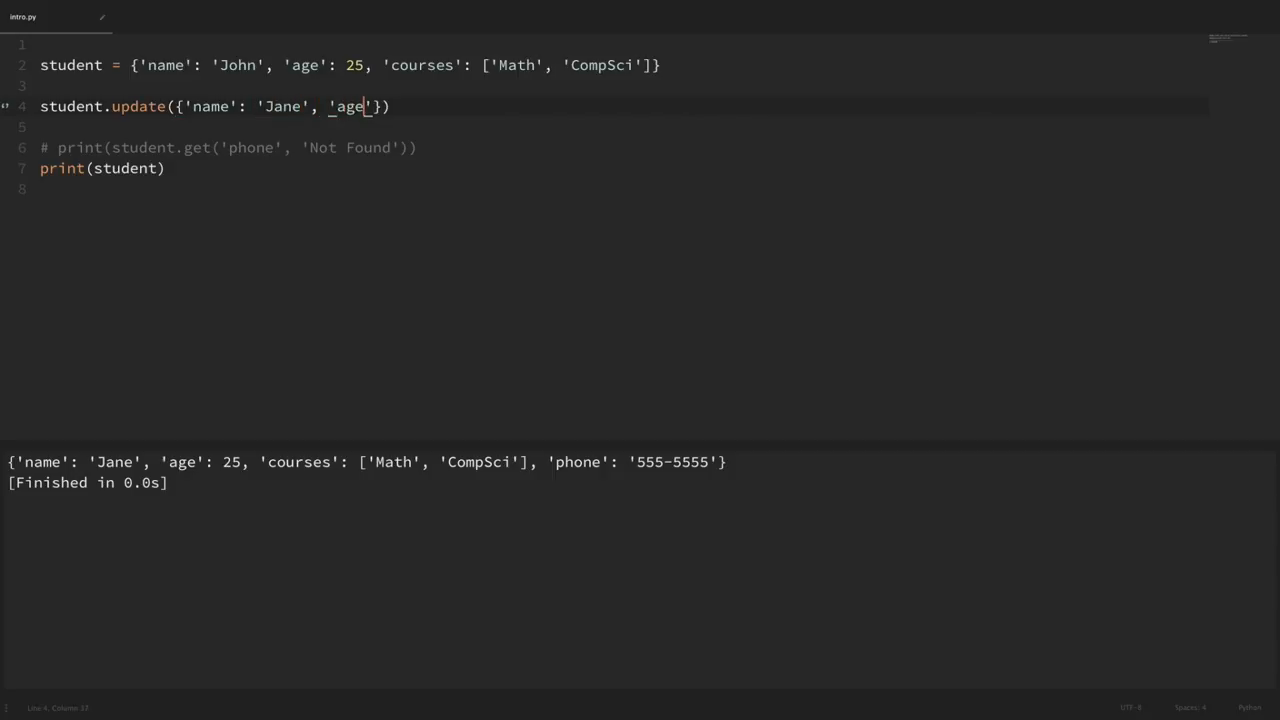 intro.py
1
2 student = {'name': 'John', 'age': 25, 'courses': ['Math', 'CompSci']}
3
4 student.update({'name': 'Jane', 'age'})
5
6 # print(student.get('phone', 'Not Found'))
7 print(student)
8
{'name': 'Jane', 'age': 25, 'courses': ['Math', 'CompSci'], 'phone': '555-5555'}
[Finished in 0.0s]
Line 4, Column 37 UTF-8 Spaces: 4 Python